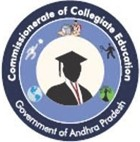 Commissionerate of Collegiate Education
Government of Andhra Pradesh